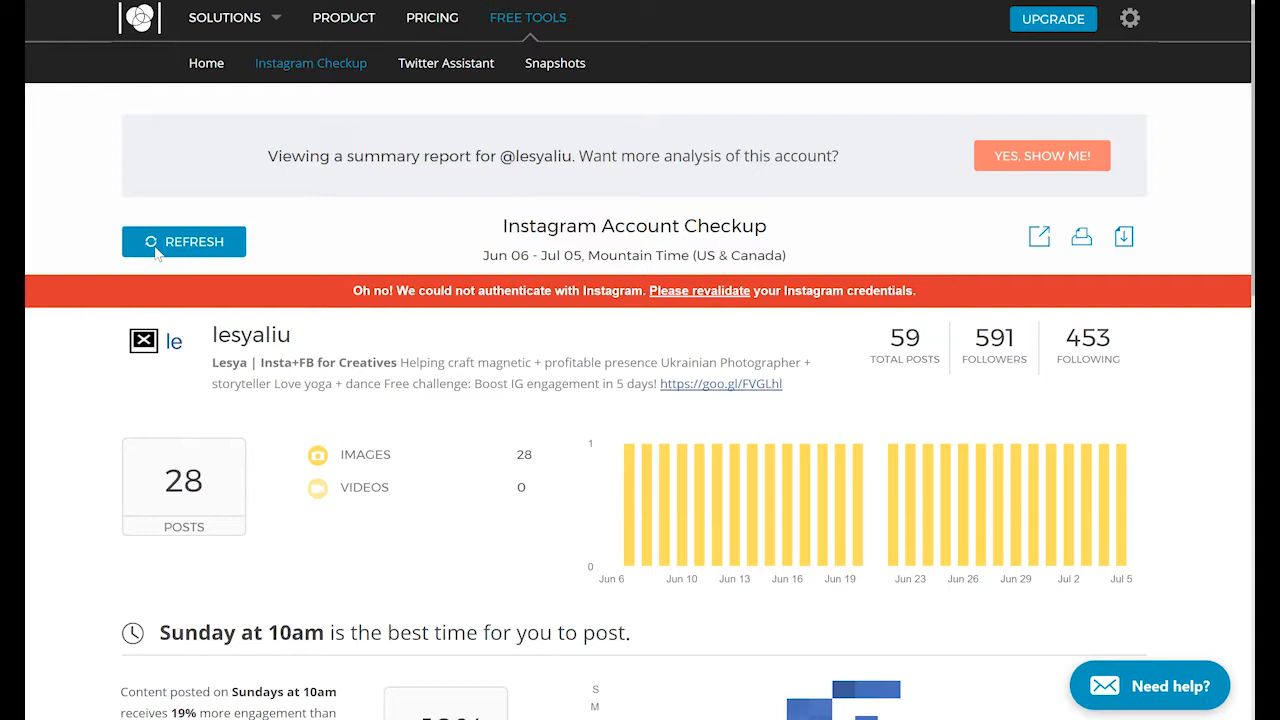 SOLUTIONS PRODUCT PRICING FREE TOOLS UPGRADE
Home Instagram Checkup Twitter Assistant Snapshots
Viewing a summary report for @lesyaliu. Want more analysis of this account? YES, SHOW ME!
REFRESH
Instagram Account Checkup
Jun 06 - Jul 05, Mountain Time (US & Canada)
Oh no! We could not authenticate with Instagram. Please revalidate your Instagram credentials.
le
lesyaliu
Lesya | Insta+FB for Creatives Helping craft magnetic + profitable presence Ukrainian Photographer +
storyteller Love yoga + dance Free challenge: Boost IG engagement in 5 days! https://goo.gl/FVGLhl
59 591 453
TOTAL POSTS FOLLOWERS FOLLOWING
28
POSTS
IMAGES 28
VIDEOS 0
1
0
Jun 6 Jun 10 Jun 13 Jun 16 Jun 19 Jun 23 Jun 26 Jun 29 Jul 2 Jul 5
Sunday at 10am is the best time for you to post.
Content posted on Sundays at 10am
receives 19% more engagement than
S
M
Need help?